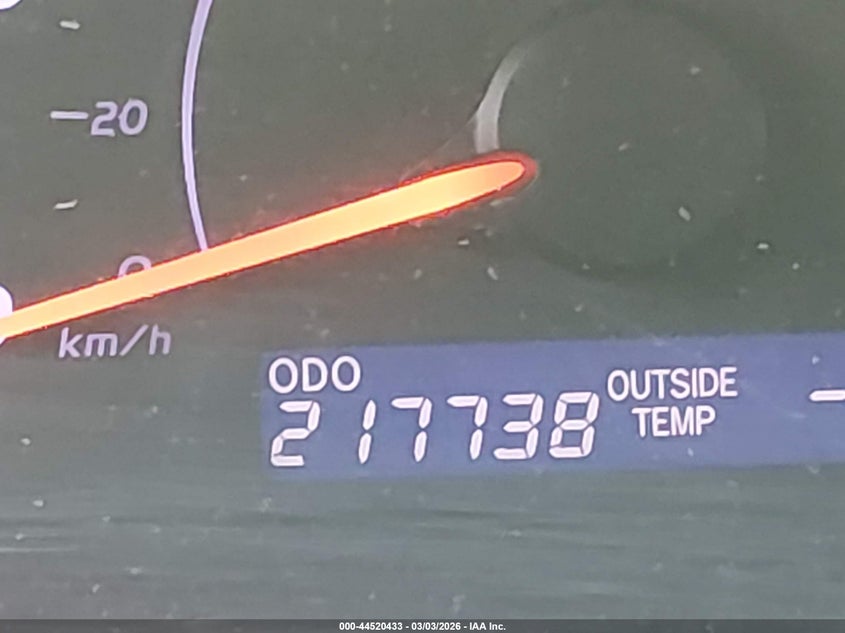 20
0
km/h
ODO
217738
OUTSIDE
TEMP
000-44520433 - 03/03/2026 - IAA Inc.